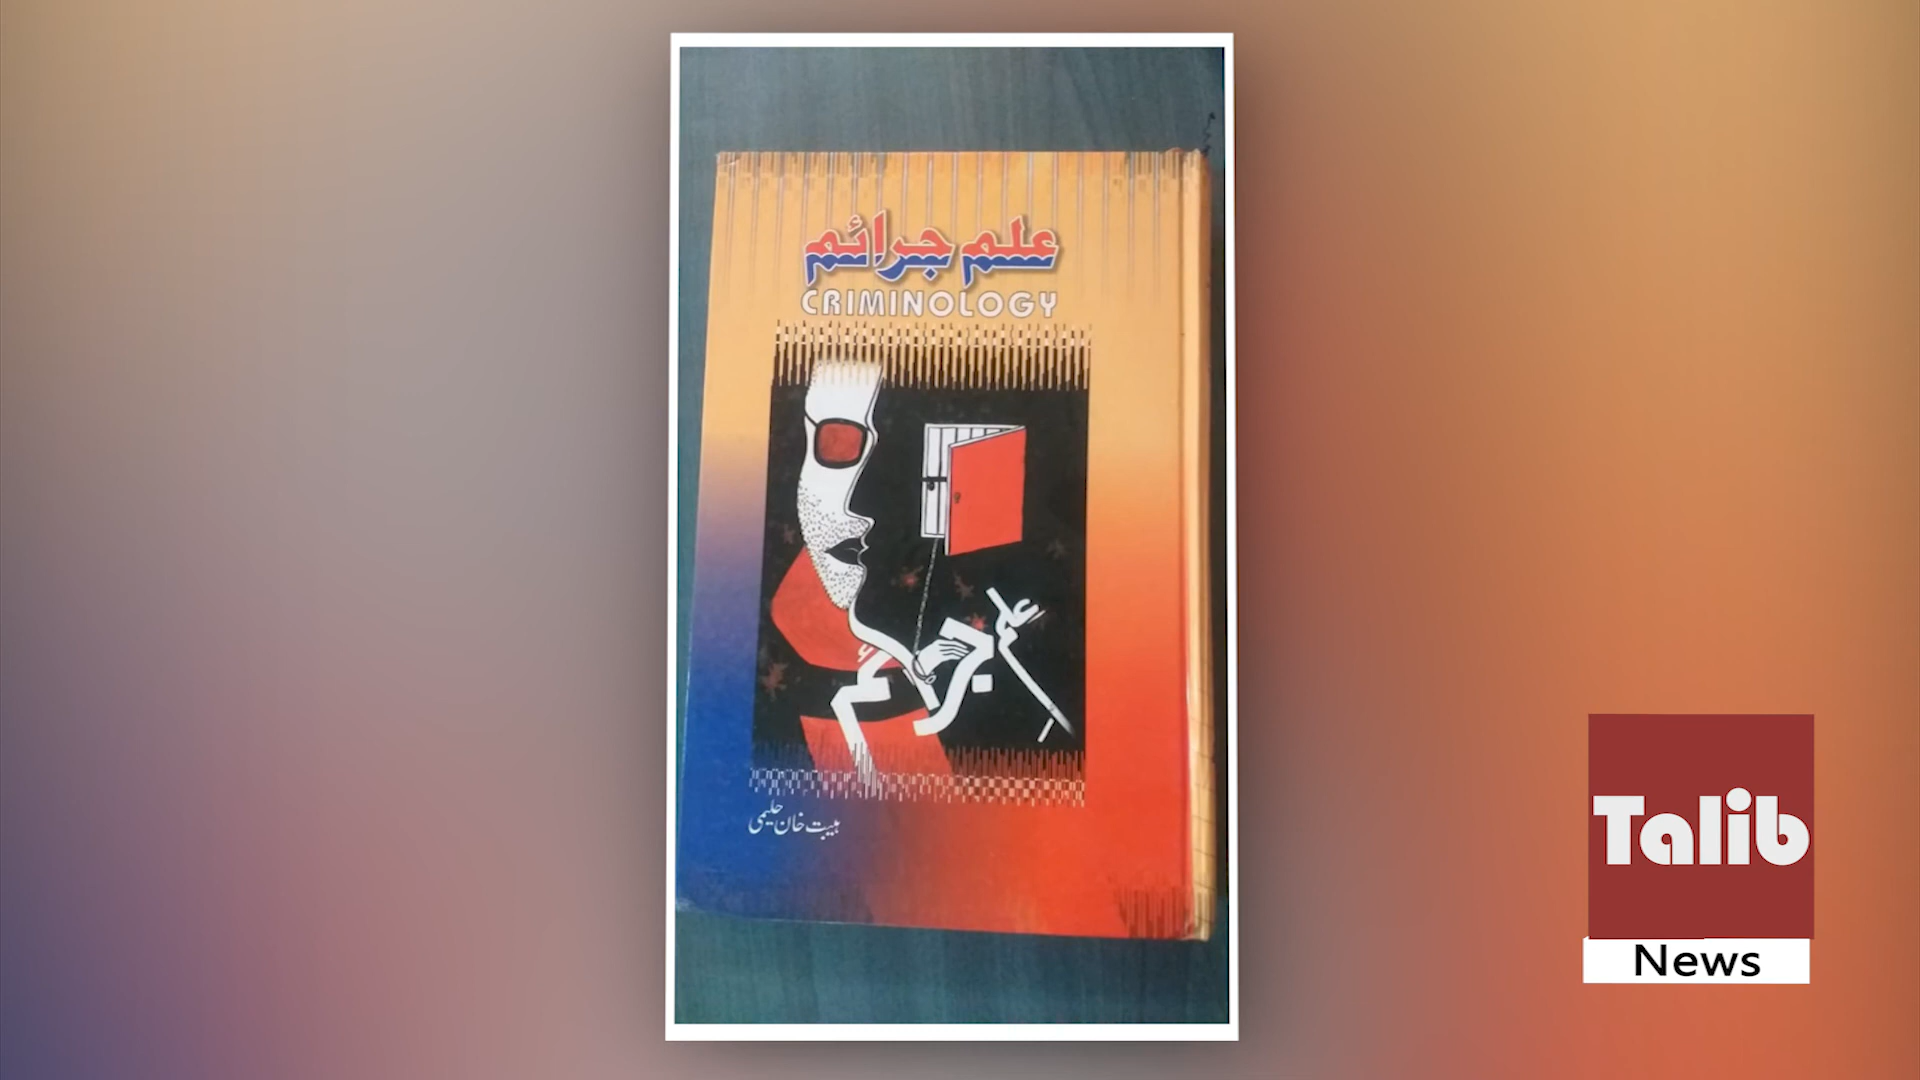 علم جرائم
CRIMINOLOGY
علم جرائم
ہیبت خان حلیمی
Talib
News